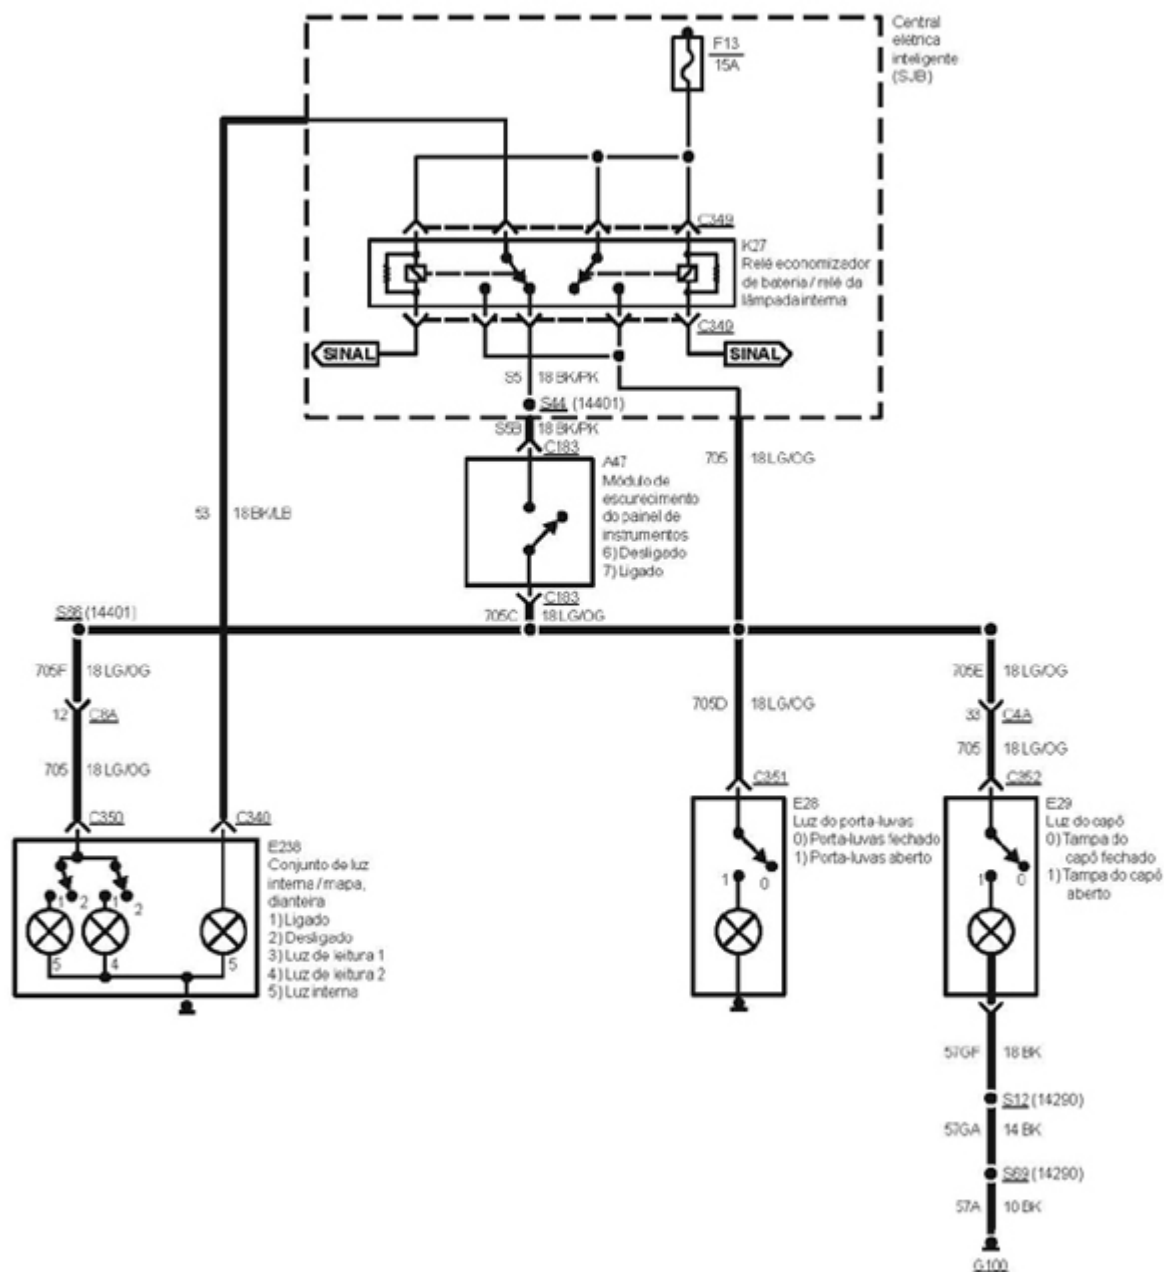 Central
elétrica
inteligente
(SJB)
F13
15A
C349
K27
Relé economizador
de bateria / relé da
lâmpada interna
C349
SINAL
SINAL
S5 18 BK/PK
S44 (14401)
S5B 18 BK/PK
C183
A47
Módulo de
escurecimento
do painel de
instrumentos
6) Desligado
7) Ligado
C183
705C 18 LG/OG
705 18 LG/OG
53 18 BK/LB
(14401)
705F 18 LG/OG
12 C8A
705 18 LG/OG
C350
C340
705D 18 LG/OG
705E 18 LG/OG
33 C4A
705 18 LG/OG
C351
C352
E238
Conjunto de luz
interna / mapa,
dianteira
1) Ligado
2) Desligado
3) Luz de leitura 1
4) Luz de leitura 2
5) Luz interna
1 2
1 2
5
4
5
E28
Luz do porta-luvas
0) Porta-luvas fechado
1) Porta-luvas aberto
1 0
E29
Luz do capô
0) Tampa do
capô fechado
1) Tampa do capô
aberto
1 0
57GF 18 BK
S12 (14290)
57GA 14 BK
S69 (14290)
57A 10 BK
G100